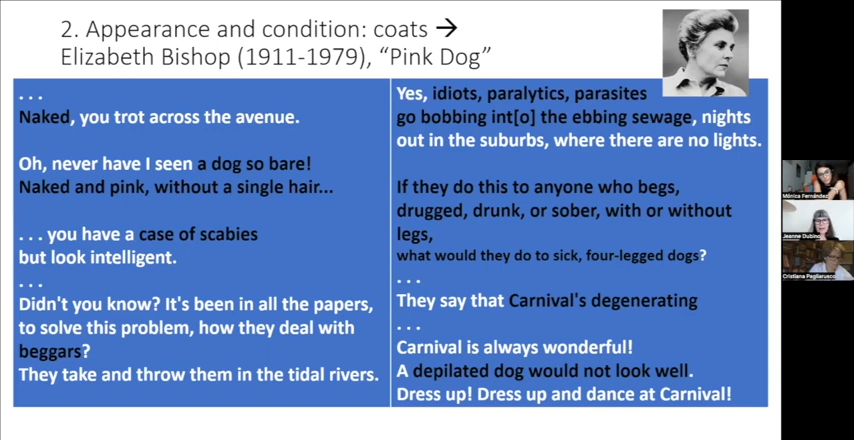 2. Appearance and condition: coats →
Elizabeth Bishop (1911-1979), “Pink Dog”
. . .
Naked, you trot across the avenue.
Oh, never have I seen a dog so bare!
Naked and pink, without a single hair...
. . . you have a case of scabies
but look intelligent.
. . .
Didn't you know? It's been in all the papers,
to solve this problem, how they deal with
beggars?
They take and throw them in the tidal rivers.
Yes, idiots, paralytics, parasites
go bobbing int[o] the ebbing sewage, nights
out in the suburbs, where there are no lights.
If they do this to anyone who begs,
drugged, drunk, or sober, with or without
legs,
what would they do to sick, four-legged dogs?
. . .
They say that Carnival's degenerating
. . .
Carnival is always wonderful!
A depilated dog would not look well.
Dress up! Dress up and dance at Carnival!
Mónica Fernández
Jeanne Dubino
Cristiana Pagliarusco